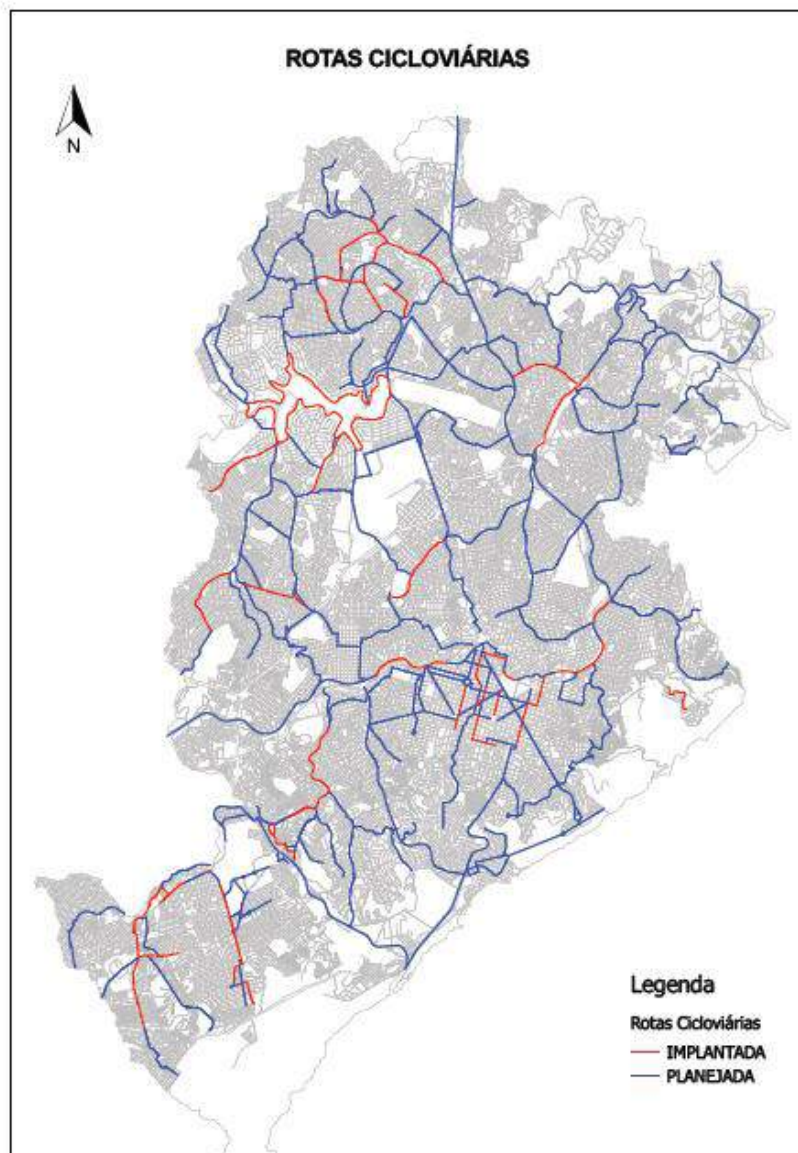 ROTAS CICLOVIÁRIAS
N
Legenda
Rotas Cicloviárias
IMPLANTADA
PLANEJADA